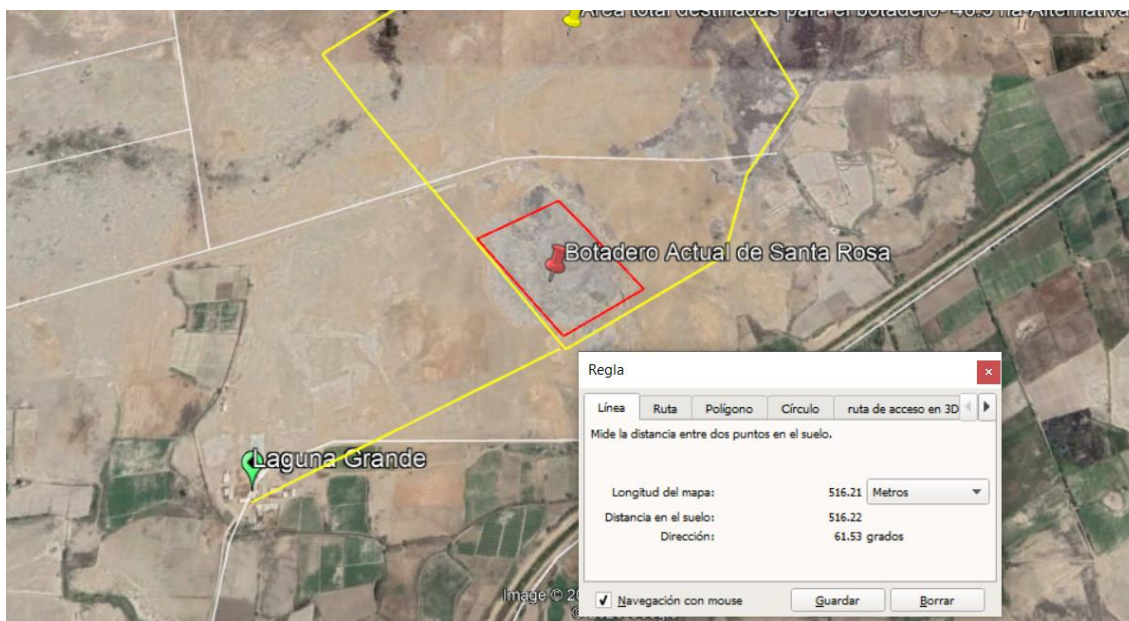 Area total destinadas para el botadero- 46.5 ha-Alternativa
Botadero Actual de Santa Rosa
Laguna Grande
Regla
Línea Ruta Polígono Círculo ruta de acceso en 3D
Mide la distancia entre dos puntos en el suelo.
Longitud del mapa: 516.21 Metros
Distancia en el suelo: 516.22
Dirección: 61.53 grados
Navegación con mouse Guardar Borrar
Image © 20